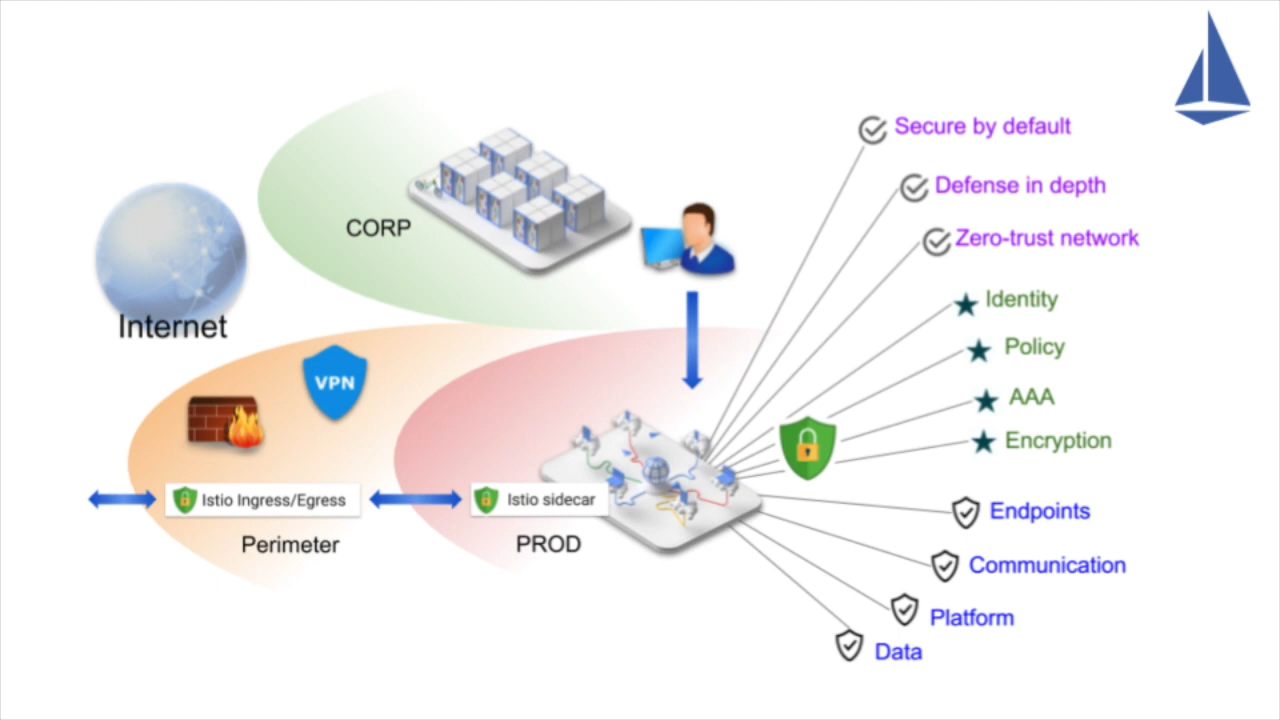 Secure by default
Defense in depth
CORP
Zero-trust network
Internet
Identity
Policy
VPN
AAA
Encryption
Istio Ingress/Egress
Istio sidecar
Endpoints
Perimeter
PROD
Communication
Platform
Data